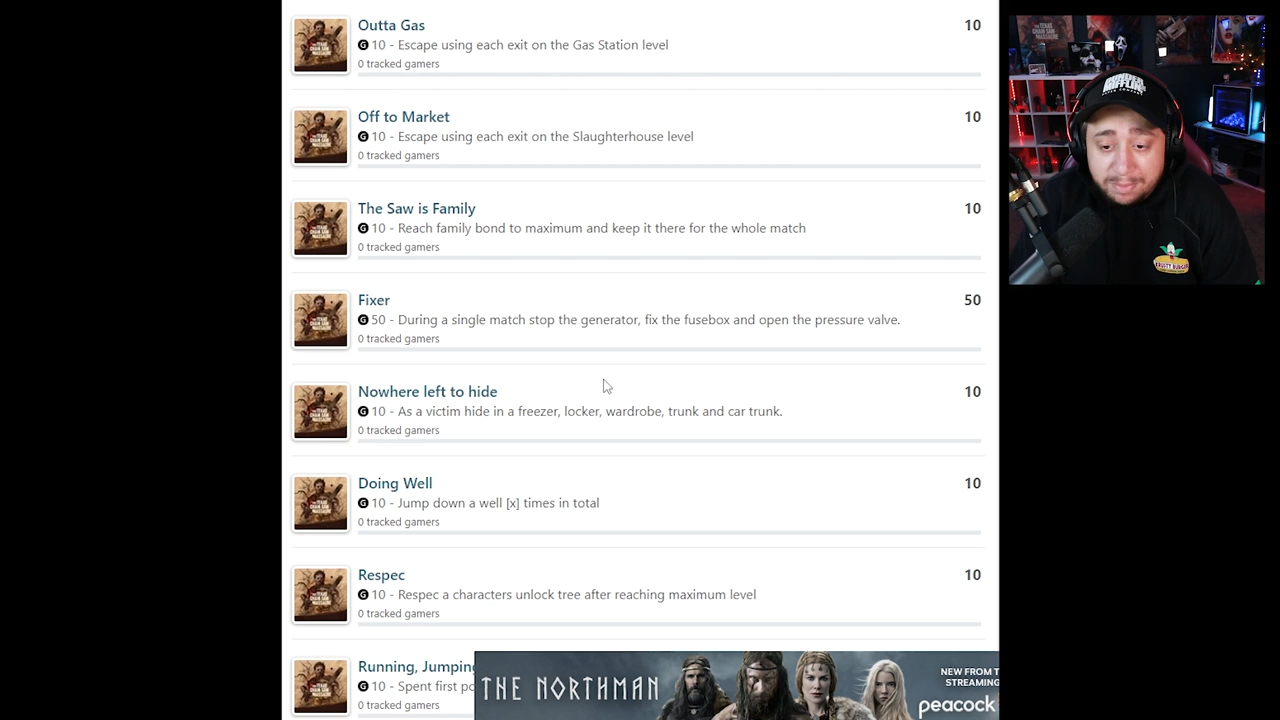 Outta Gas
10
G 10 - Escape using each exit on the Gas Station level
0 tracked gamers
Off to Market
10
G 10 - Escape using each exit on the Slaughterhouse level
0 tracked gamers
The Saw is Family
10
G 10 - Reach family bond to maximum and keep it there for the whole match
0 tracked gamers
Fixer
50
G 50 - During a single match stop the generator, fix the fusebox and open the pressure valve.
0 tracked gamers
Nowhere left to hide
10
G 10 - As a victim hide in a freezer, locker, wardrobe, trunk and car trunk.
0 tracked gamers
Doing Well
10
G 10 - Jump down a well [x] times in total
0 tracked gamers
Respec
10
G 10 - Respec a characters unlock tree after reaching maximum level
0 tracked gamers
Running, Jumping
G 10 - Spent first po
0 tracked gamers
THE NORTHMAN
NEW FROM T
STREAMING
peacock
DUNDER
MIFFLIN
KRUSTY BURGER